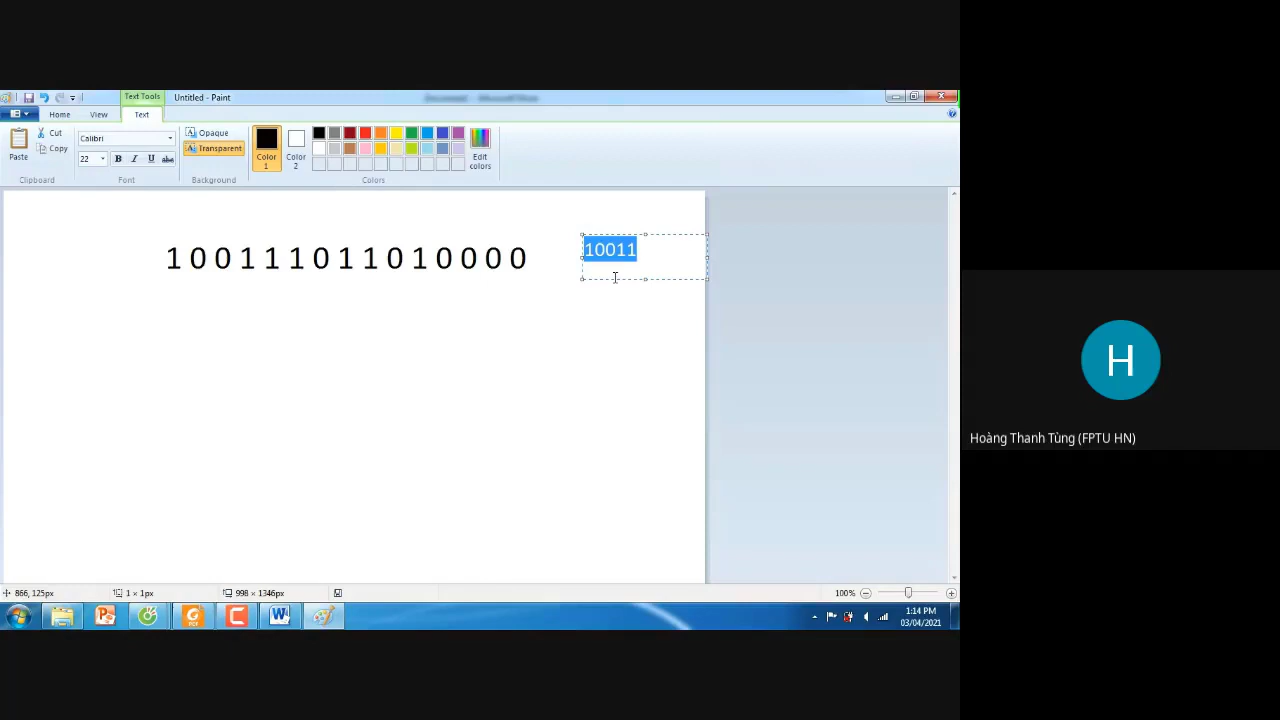 Text Tools
Untitled - Paint
Home
View
Text
Paste
Cut
Copy
Clipboard
Calibri
22
B
I
U
abc
Font
Opaque
Transparent
Background
Color
1
Color
2
Edit
colors
Colors
1 0 0 1 1 1 0 1 1 0 1 0 0 0 0
10011
H
Hoàng Thanh Tùng (FPTU HN)
866, 125px
1 × 1px
998 × 1346px
100%
1:14 PM
03/04/2021